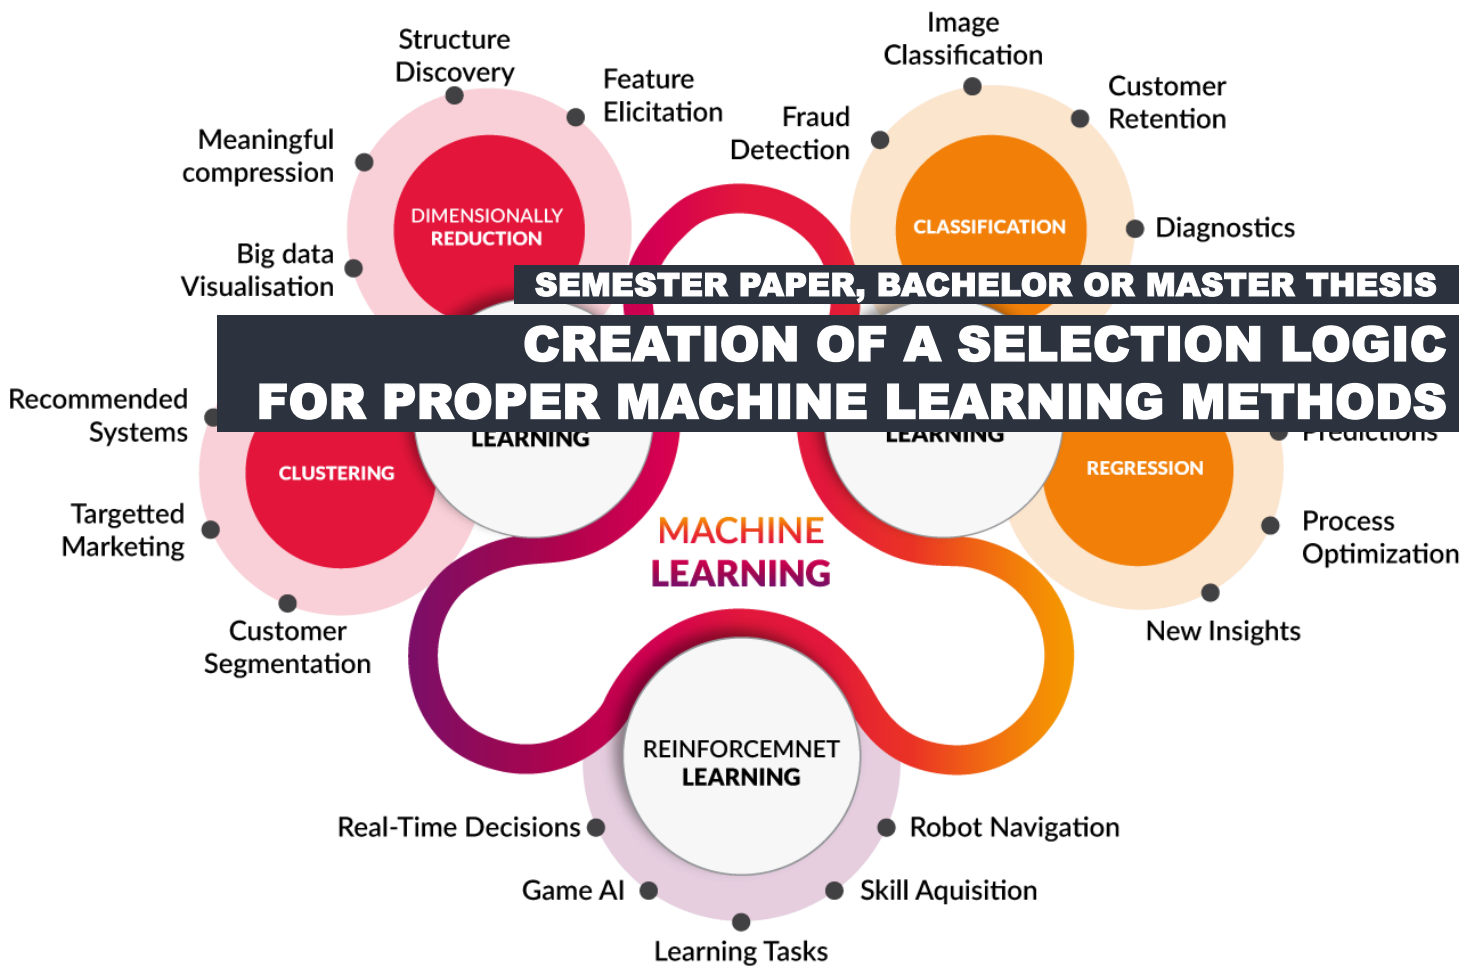 Structure
Discovery
Feature
Elicitation
Meaningful
compression
Big data
Visualisation
DIMENSIONALLY
REDUCTION
Image
Classification
Customer
Retention
Fraud
Detection
Diagnostics
CLASSIFICATION
SEMESTER PAPER, BACHELOR OR MASTER THESIS
CREATION OF A SELECTION LOGIC
FOR PROPER MACHINE LEARNING METHODS
Recommended
Systems
Targetted
Marketing
Customer
Segmentation
CLUSTERING
LEARNING
LEARNING
REGRESSION
Predictions
Process
Optimization
New Insights
MACHINE
LEARNING
REINFORCEMNET
LEARNING
Real-Time Decisions
Game AI
Learning Tasks
Skill Aquisition
Robot Navigation